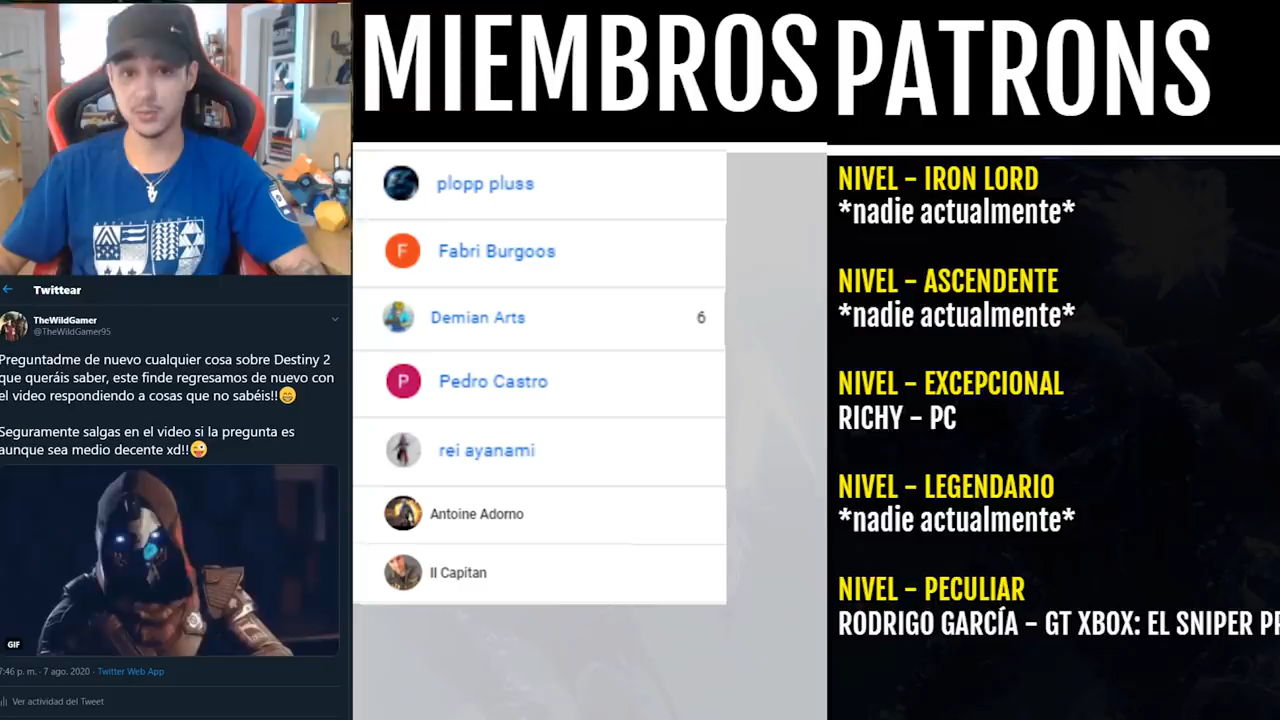 MIEMBROS
PATRONS
plopp pluss
Fabri Burgoos
Demian Arts
6
Pedro Castro
rei ayanami
Antoine Adorno
Il Capitan
NIVEL - IRON LORD
*nadie actualmente*
NIVEL - ASCENDENTE
*nadie actualmente*
NIVEL - EXCEPCIONAL
RICHY - PC
NIVEL - LEGENDARIO
*nadie actualmente*
NIVEL - PECULIAR
RODRIGO GARCÍA - GT XBOX: EL SNIPER
Twittear
TheWildGamer
@TheWildGamer95
Preguntadme de nuevo cualquier cosa sobre Destiny 2
que queráis saber, este finde regresamos de nuevo con
el video respondiendo a cosas que no sabéis!!😁
Seguramente salgas en el video si la pregunta es
aunque sea medio decente xd!!😜
GIF
7:46 p. m. · 7 ago. 2020 · Twitter Web App
Ver actividad del Tweet
F
P